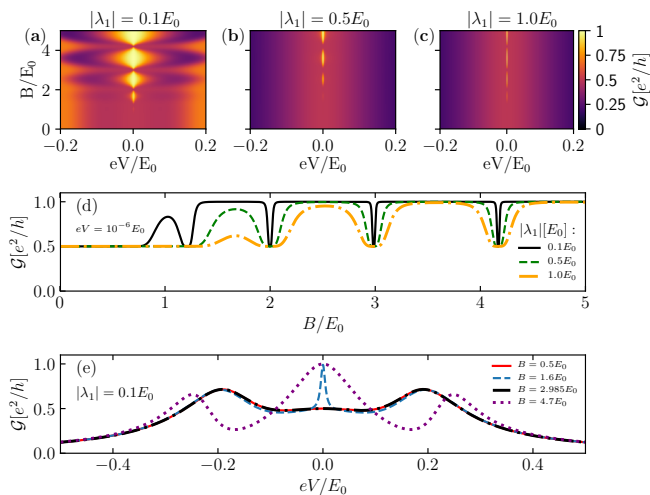 |λ₁| = 0.1E₀ |λ₁| = 0.5E₀ |λ₁| = 1.0E₀
(a) (b) (c)
B/E₀
4
2
0
−0.2 0.0 0.2 −0.2 0.0 0.2 −0.2 0.0 0.2
eV/E₀ eV/E₀ eV/E₀
1
0.75
0.5
0.25
0
𝒢[e²/h]
(d)
eV = 10⁻⁶E₀
𝒢[e²/h]
1.0
0.5
0.0
|λ₁|[E₀] :
0.1E₀
0.5E₀
1.0E₀
0 1 2 3 4 5
B/E₀
(e)
|λ₁| = 0.1E₀
𝒢[e²/h]
1.0
0.5
0.0
B = 0.5E₀
B = 1.6E₀
B = 2.985E₀
B = 4.7E₀
−0.4 −0.2 0.0 0.2 0.4
eV/E₀